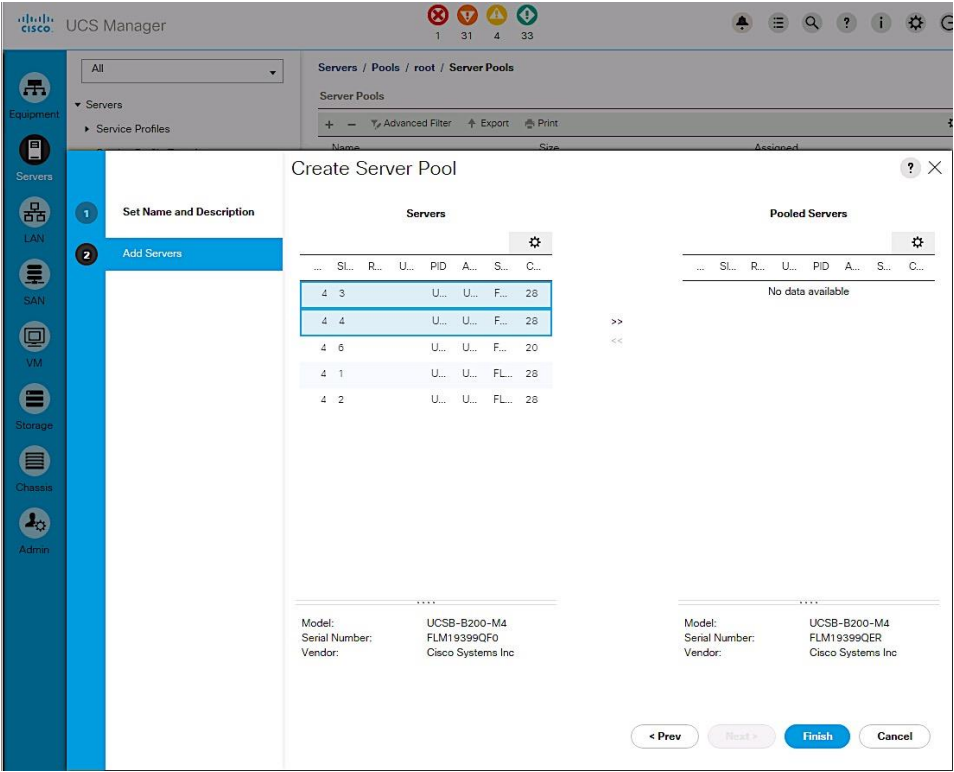 cisco. UCS Manager
1 31 4 33
All
Servers / Pools / root / Server Pools
▾ Servers
▸ Service Profiles
Server Pools
+ − Advanced Filter Export Print
Name Size Assigned
Equipment
Servers
LAN
SAN
VM
Storage
Chassis
Admin
Create Server Pool
? ×
1 Set Name and Description
2 Add Servers
Servers
... Sl... R... U... PID A... S... C...
4 3 U... U... F... 28
4 4 U... U... F... 28
4 6 U... U... F... 20
4 1 U... U... FL... 28
4 2 U... U... FL... 28
>>
<<
Pooled Servers
... Sl... R... U... PID A... S... C...
No data available
Model: UCSB-B200-M4
Serial Number: FLM19399QF0
Vendor: Cisco Systems Inc
Model: UCSB-B200-M4
Serial Number: FLM19399QER
Vendor: Cisco Systems Inc
< Prev Next > Finish Cancel